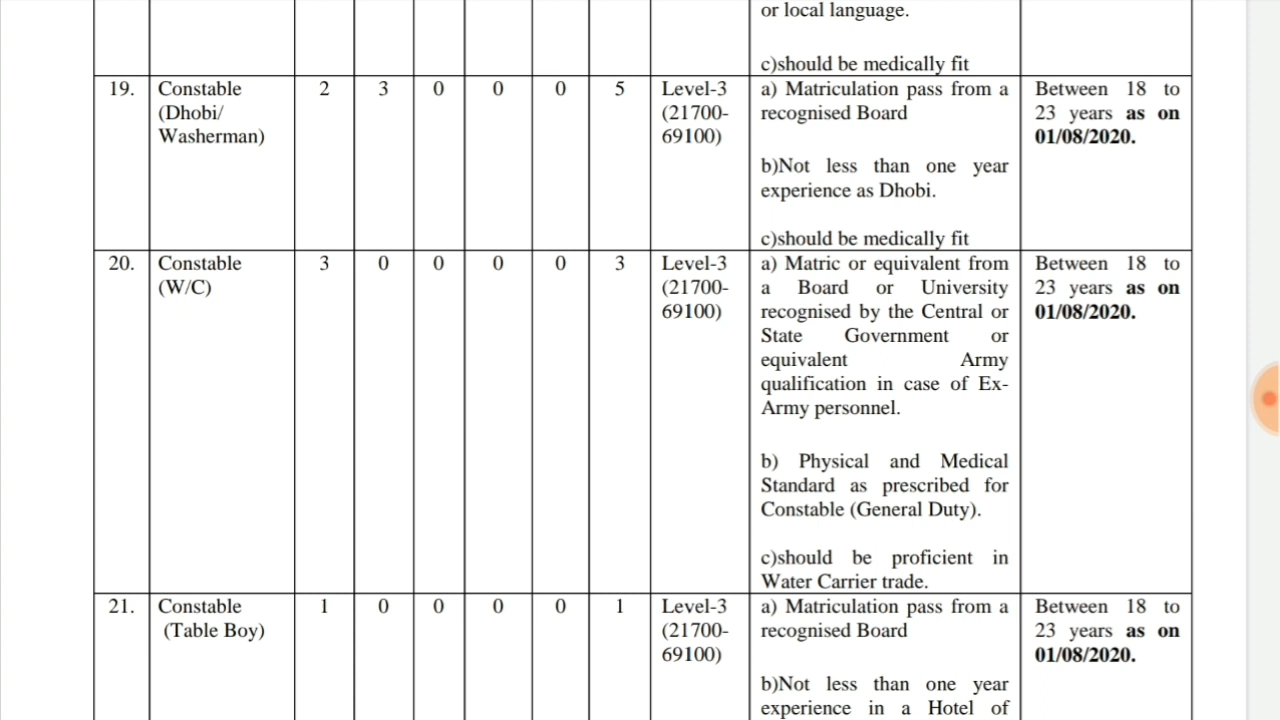 or local language.
c)should be medically fit
19. Constable 2 3 0 0 0 5 Level-3 a) Matriculation pass from a Between 18 to
(Dhobi/ (21700- recognised Board 23 years as on
Washerman) 69100) 01/08/2020.
b)Not less than one year
experience as Dhobi.
c)should be medically fit
20. Constable 3 0 0 0 0 3 Level-3 a) Matric or equivalent from Between 18 to
(W/C) (21700- a Board or University 23 years as on
69100) recognised by the Central or 01/08/2020.
State Government or
equivalent Army
qualification in case of Ex-
Army personnel.
b) Physical and Medical
Standard as prescribed for
Constable (General Duty).
c)should be proficient in
Water Carrier trade.
21. Constable 1 0 0 0 0 1 Level-3 a) Matriculation pass from a Between 18 to
(Table Boy) (21700- recognised Board 23 years as on
69100) 01/08/2020.
b)Not less than one year
experience in a Hotel of